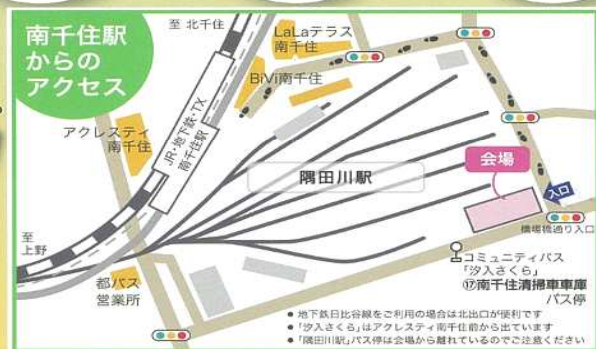 南千住駅
からの
アクセス
至 北千住
LaLaテラス
南千住
BiVi南千住
アクレスティ
南千住
JR・地下鉄・TX
南千住駅
隅田川駅
会場
入口
橋場橋通り入口
至
上野
都バス
営業所
コミュニティバス
「汐入さくら」
⑰南千住清掃車車庫
バス停
● 地下鉄日比谷線をご利用の場合は北出口が便利です
● 「汐入さくら」はアクレスティ南千住前から出ています
● 「隅田川駅」バス停は会場から離れているのでご注意ください